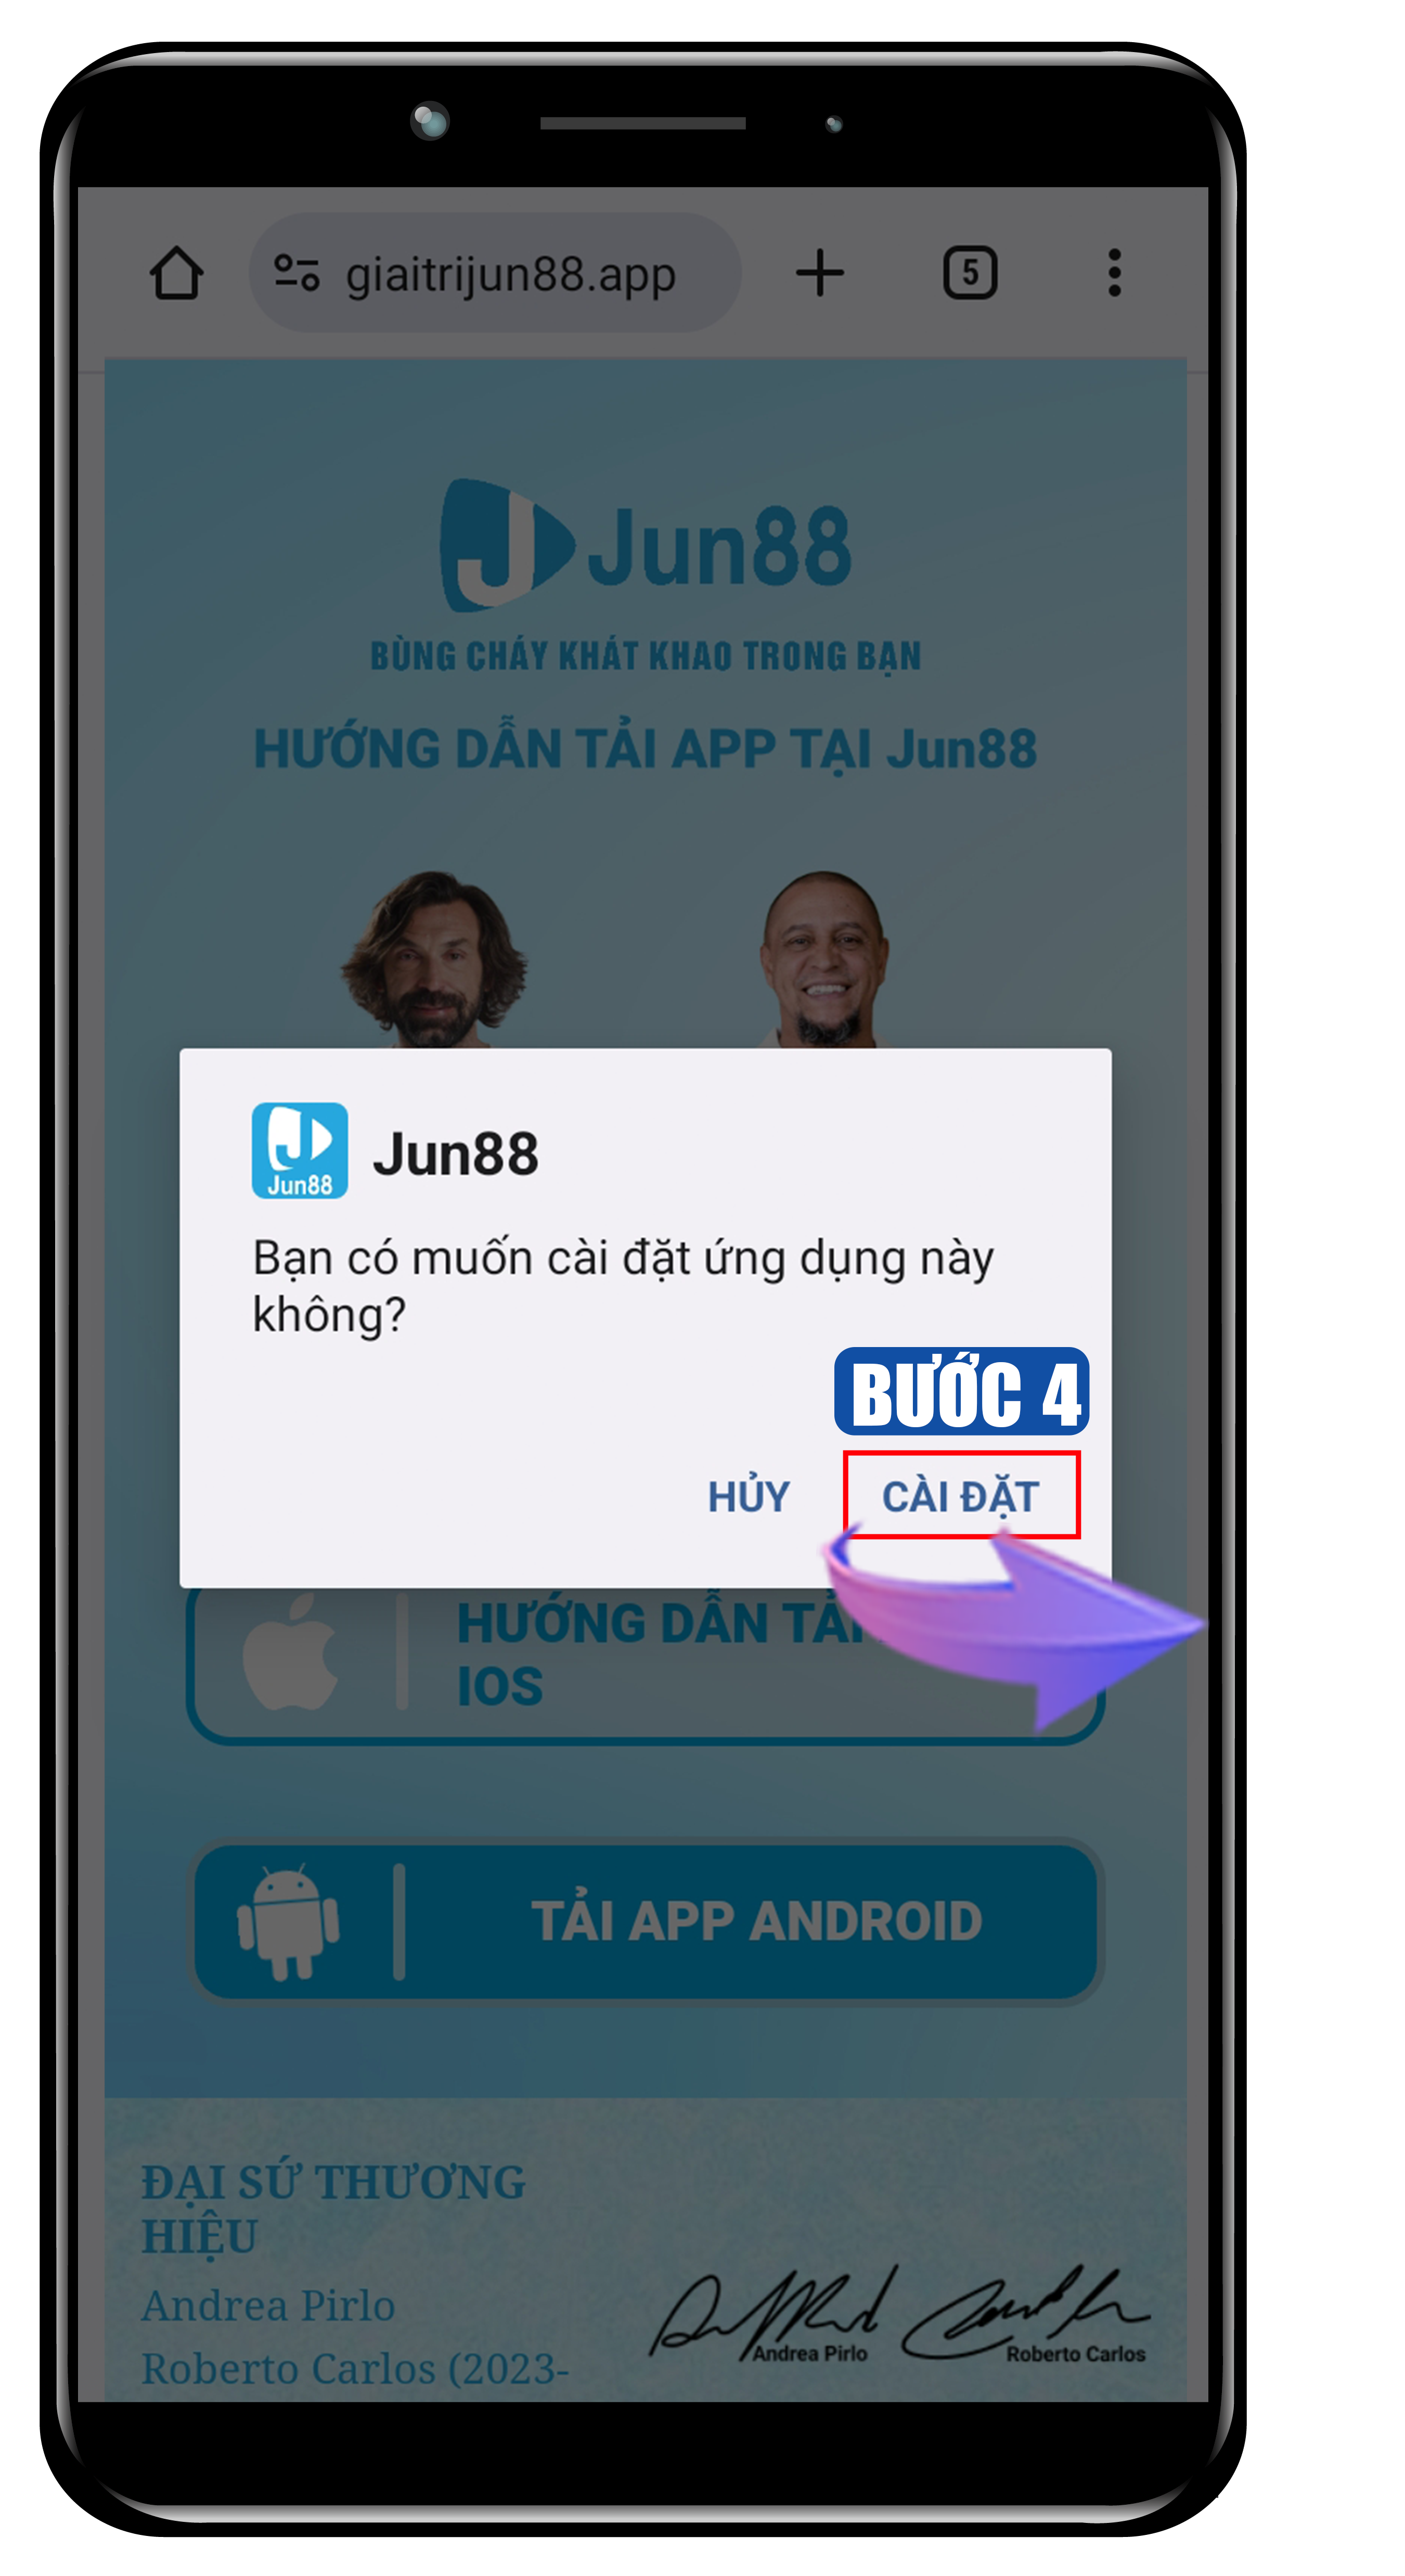 giaitrijun88.app
5
Jun88
BÙNG CHÁY KHÁT KHAO TRONG BẠN
HƯỚNG DẪN TẢI APP TẠI Jun88
Jun88
Jun88
Bạn có muốn cài đặt ứng dụng này
không?
BƯỚC 4
HỦY
CÀI ĐẶT
HƯỚNG DẪN TẢI
IOS
TẢI APP ANDROID
ĐẠI SỨ THƯƠNG
HIỆU
Andrea Pirlo
Roberto Carlos (2023-
Andrea Pirlo
Roberto Carlos